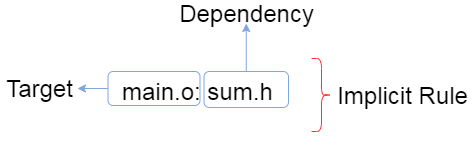 Dependency
Target
main.o: sum.h
Implicit Rule